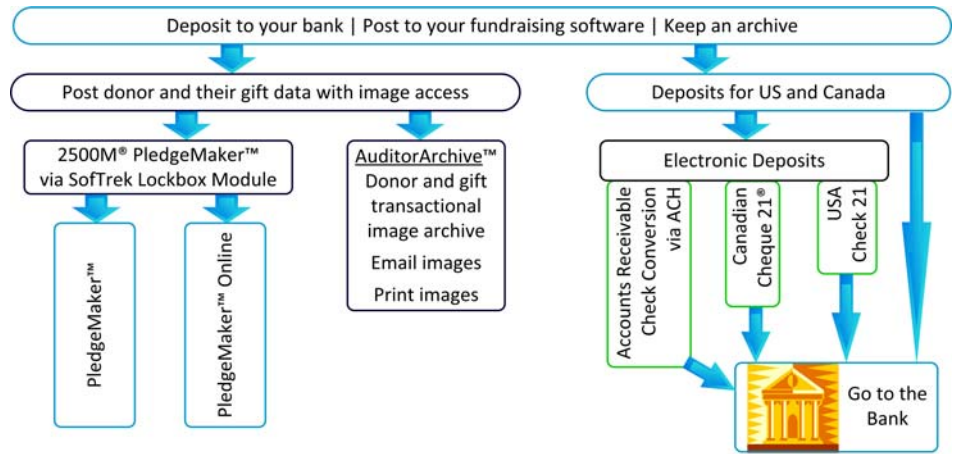 Deposit to your bank | Post to your fundraising software | Keep an archive
Post donor and their gift data with image access
Deposits for US and Canada
2500M® PledgeMaker™
via SofTrek Lockbox Module
PledgeMaker™
PledgeMaker™ Online
AuditorArchive™
Donor and gift
transactional
image archive
Email images
Print images
Electronic Deposits
Accounts Receivable
Check Conversion
via ACH
Canadian
Cheque 21®
USA
Check 21
Go to the
Bank